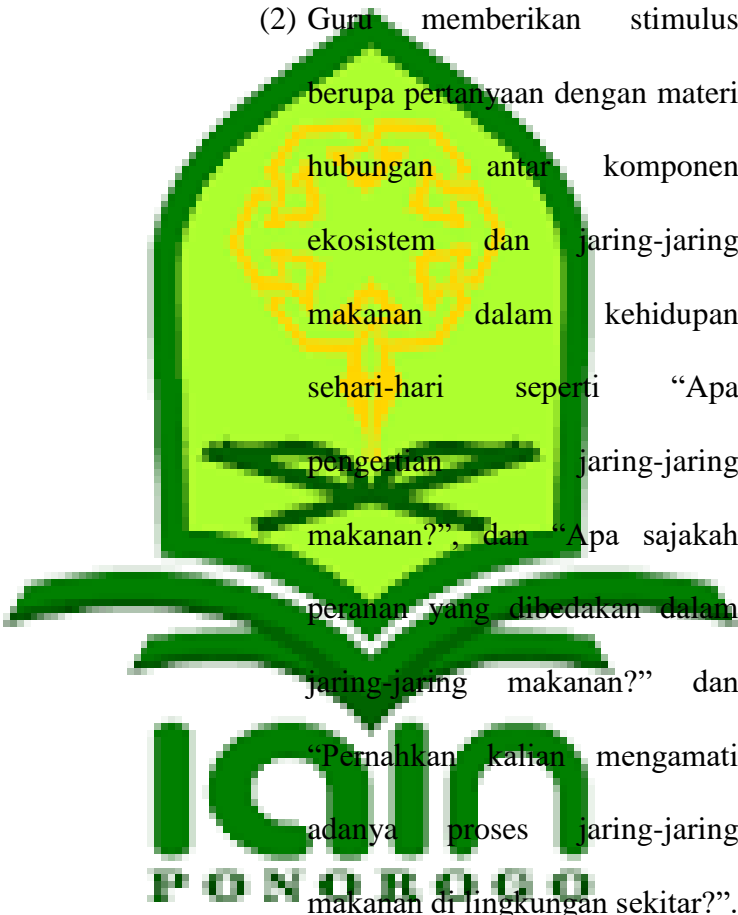 (2) Guru memberikan stimulus
berupa pertanyaan dengan materi
hubungan antar komponen
ekosistem dan jaring-jaring
makanan dalam kehidupan
sehari-hari seperti “Apa
pengertian jaring-jaring
makanan?”, dan “Apa sajakah
peranan yang dibedakan dalam
jaring-jaring makanan?” dan
“Pernahkan kalian mengamati
adanya proses jaring-jaring
makanan di lingkungan sekitar?”.
iain
PONOROGO